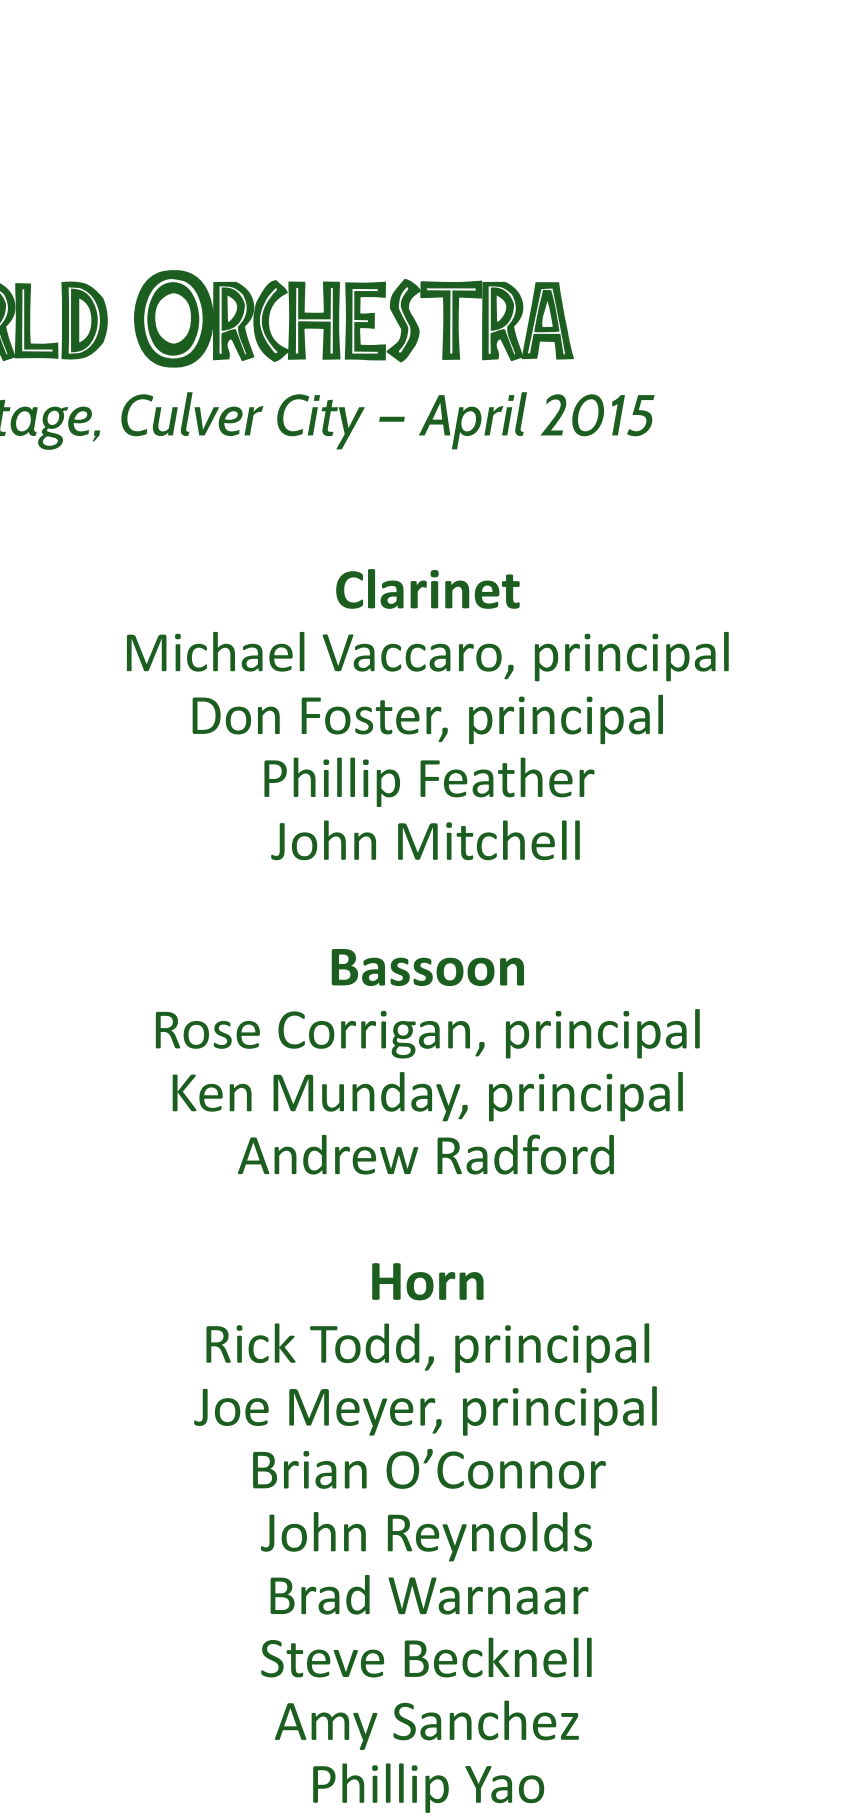 RLD ORCHESTRA
tage, Culver City – April 2015
Clarinet
Michael Vaccaro, principal
Don Foster, principal
Phillip Feather
John Mitchell
Bassoon
Rose Corrigan, principal
Ken Munday, principal
Andrew Radford
Horn
Rick Todd, principal
Joe Meyer, principal
Brian O’Connor
John Reynolds
Brad Warnaar
Steve Becknell
Amy Sanchez
Phillip Yao